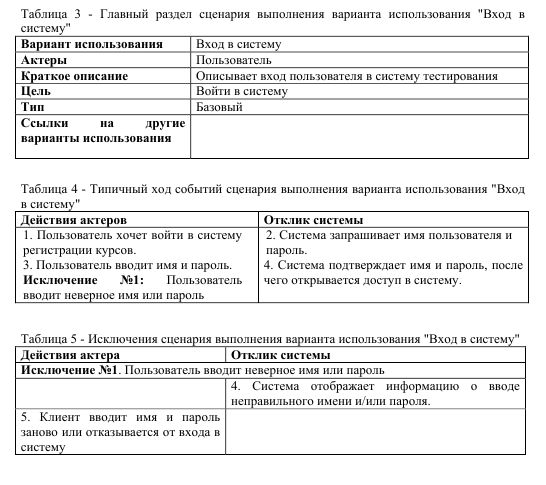 Таблица 3 - Главный раздел сценария выполнения варианта использования "Вход в
систему"
Вариант использования Вход в систему
Актеры Пользователь
Краткое описание Описывает вход пользователя в систему тестирования
Цель Войти в систему
Тип Базовый
Ссылки на другие
варианты использования
Таблица 4 - Типичный ход событий сценария выполнения варианта использования "Вход
в систему"
Действия актеров Отклик системы
1. Пользователь хочет войти в систему
регистрации курсов.
3. Пользователь вводит имя и пароль.
Исключение №1: Пользователь
вводит неверное имя или пароль
2. Система запрашивает имя пользователя и
пароль.
4. Система подтверждает имя и пароль, после
чего открывается доступ в систему.
Таблица 5 - Исключения сценария выполнения варианта использования "Вход в систему"
Действия актера Отклик системы
Исключение №1. Пользователь вводит неверное имя или пароль
4. Система отображает информацию о вводе
неправильного имени и/или пароля.
5. Клиент вводит имя и пароль
заново или отказывается от входа в
систему